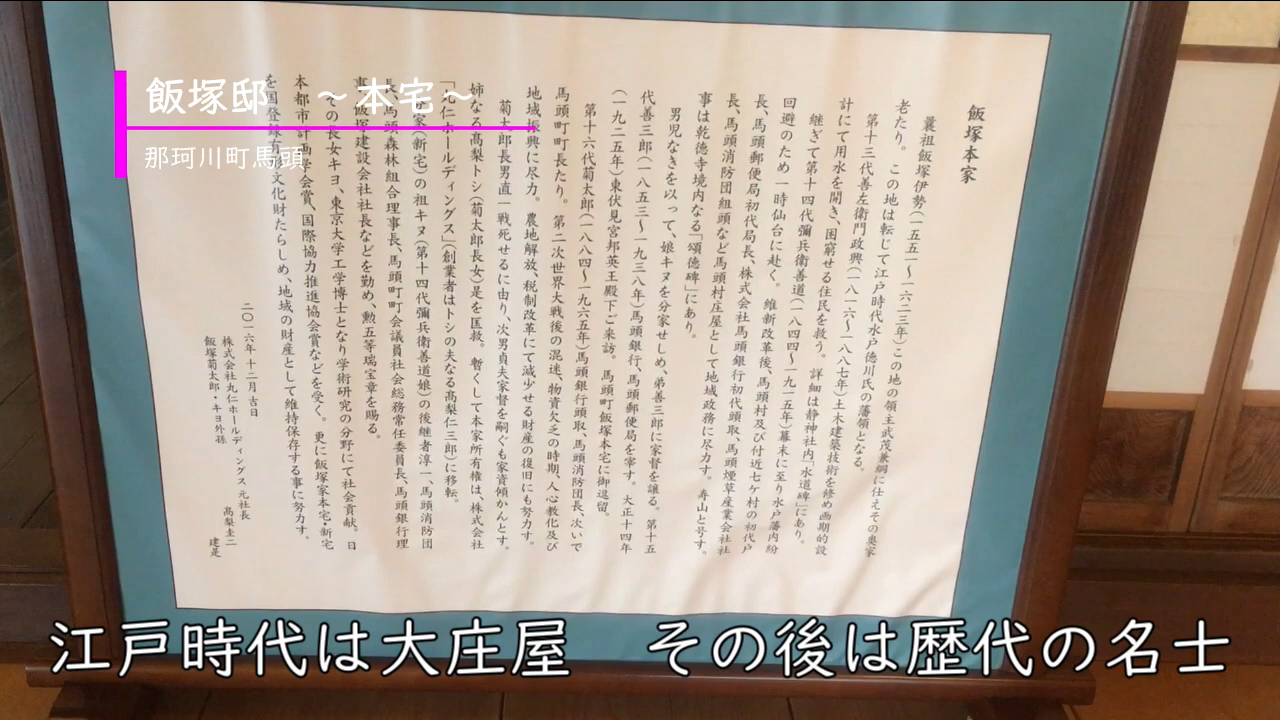 飯塚邸　～本宅～
那珂川町馬頭
飯塚本家
曩祖飯塚伊勢(一五五一～一六二三年)この地の領主武茂兼綱に仕えその奥家
老たり。この地は転じて江戸時代水戸徳川氏の藩領となる。
第十三代善左衛門政興(一八一六～一八八七年)土木建築技術を修め画期的設
計にて用水を開き、困窮せる住民を救う。詳細は静神社内「水道碑」にあり。
継ぎて第十四代彌兵衛善道(一八四四～一九一五年)幕末に至り水戸藩内紛
回避のため一時仙台に赴く。維新改革後、馬頭村及び付近七ケ村の初代戸
長、馬頭郵便局初代局長、株式会社馬頭銀行初代頭取、馬頭煙草産業会社社
長、馬頭消防団組頭など馬頭村庄屋として地域政務に尽力す。寿山と号す。
事は乾徳寺境内なる「頌徳碑」にあり。
男児なきを以って、娘キヌを分家せしめ、弟善三郎に家督を譲る。第十五
代善三郎(一八五三～一九三八年)馬頭銀行、馬頭郵便局を宰す。大正十四年
(一九二五年)東伏見宮邦英王殿下ご来訪、馬頭町飯塚本宅に御逗留。
第十六代菊太郎(一八八四～一九六五年)馬頭銀行頭取、馬頭消防団長、次いで
馬頭町町長たり。第二次世界大戦後の混迷、物資欠乏の時期、人心教化及び
地域振興に尽力。農地解放、税制改革にて減少せる財産の復旧にも努力す。
菊太郎長男直一戦死せるに由り、次男貞夫家督を嗣ぐも家資傾かんとす。
姉なる髙梨トシ(菊太郎長女)是を匡救。暫くして本家所有権は、株式会社
「丸仁ホールディングス」(創業者はトシの夫なる髙梨仁三郎)に移転。
家(新宅)の祖キヌ(第十四代彌兵衛善道娘)の後継者淳一、馬頭消防団
長、馬頭森林組合理事長、馬頭町町会議員社会総務常任委員長、馬頭銀行理
事、飯塚建設会社社長などを勤め、勲五等瑞宝章を賜る。
その長女キヨ、東京大学工学博士となり学術研究の分野にて社会貢献。日
本都市計画学会賞、国際協力推進協会賞などを受く。更に飯塚家本宅・新宅
を国登録有形文化財たらしめ、地域の財産として維持保存する事に努力す。
二〇一六年十二月吉日
株式会社丸仁ホールディングス 元社長 髙梨圭二
飯塚菊太郎・キヨ外孫 建是
江戸時代は大庄屋　その後は歴代の名士